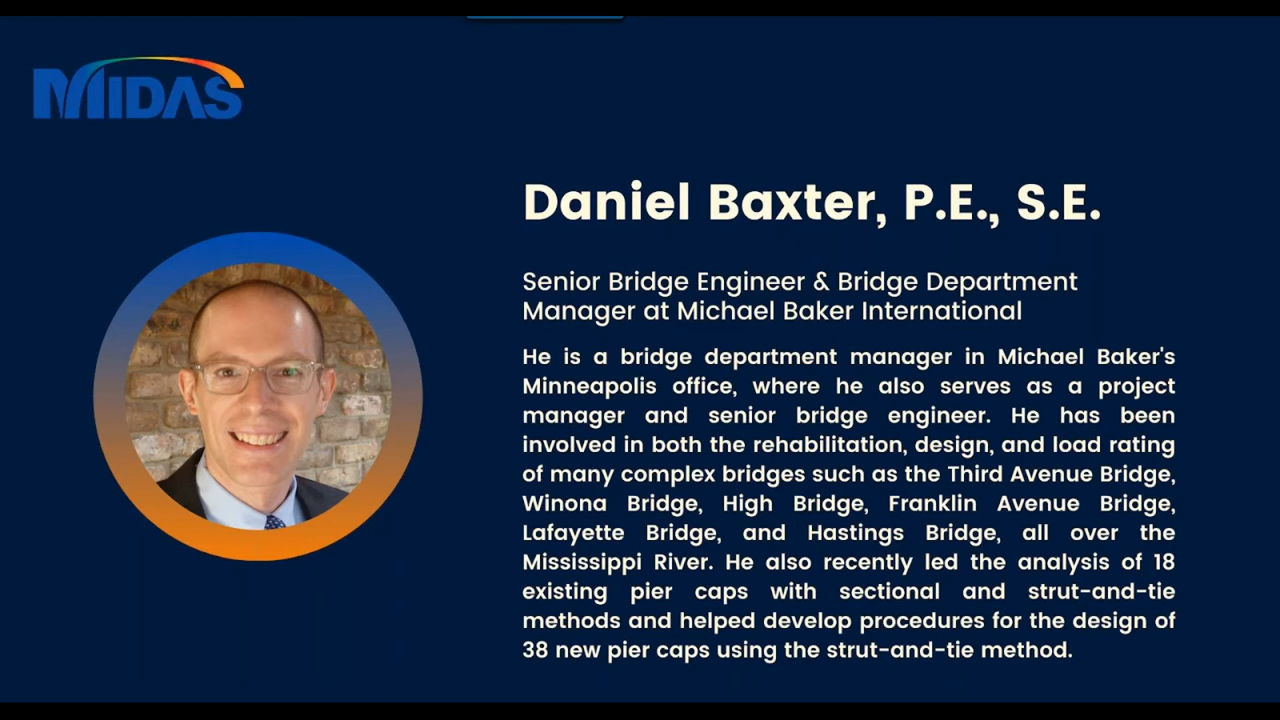 MIDAS
Daniel Baxter, P.E., S.E.
Senior Bridge Engineer & Bridge Department
Manager at Michael Baker International
He is a bridge department manager in Michael Baker's
Minneapolis office, where he also serves as a project
manager and senior bridge engineer. He has been
involved in both the rehabilitation, design, and load rating
of many complex bridges such as the Third Avenue Bridge,
Winona Bridge, High Bridge, Franklin Avenue Bridge,
Lafayette Bridge, and Hastings Bridge, all over the
Mississippi River. He also recently led the analysis of 18
existing pier caps with sectional and strut-and-tie
methods and helped develop procedures for the design of
38 new pier caps using the strut-and-tie method.